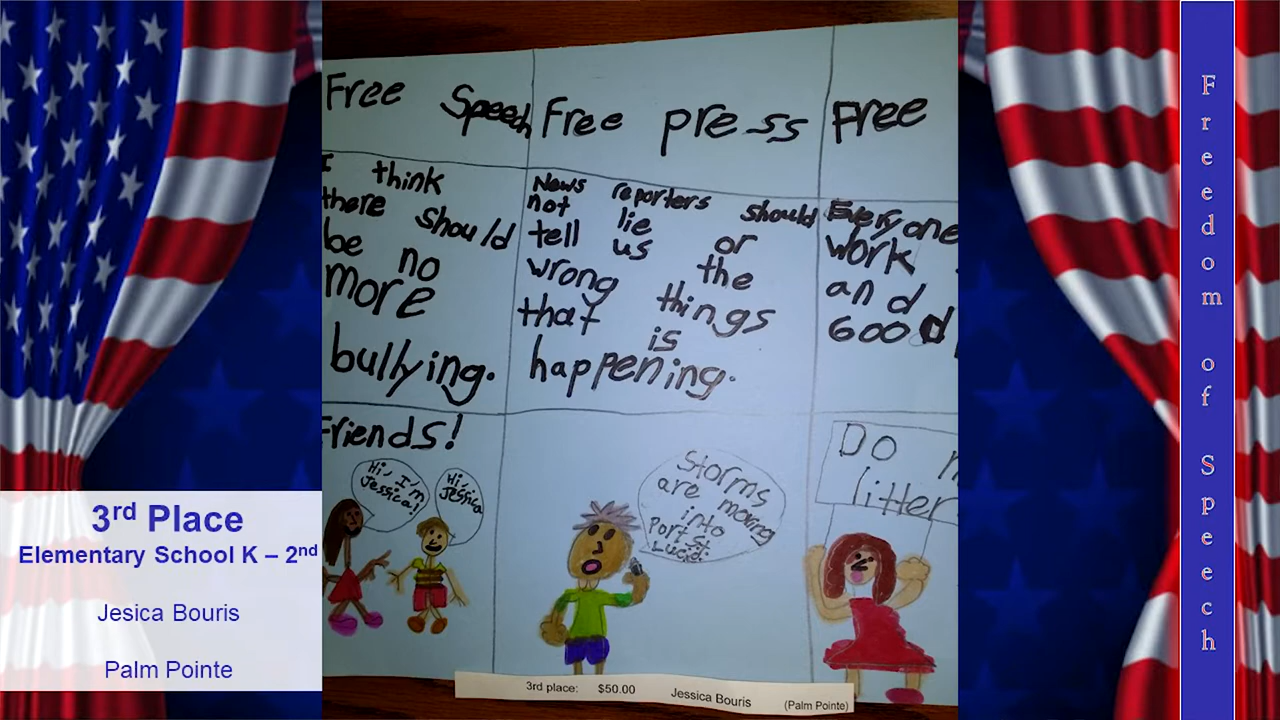 Free Speech
I think
there should
be no
more
bullying.
Friends!
Hi, I'm
Jessica!
Hi,
Jessica
Free press
News reporters should
not lie
tell us or
wrong the
that things
is
happening.
Storms
are moving
into
Port St.
Lucie.
Free
Everyone
work
and
Good
Do
litter
3rd place: $50.00 Jessica Bouris (Palm Pointe)
3rd Place
Elementary School K – 2nd
Jesica Bouris
Palm Pointe
Freedom of Speech